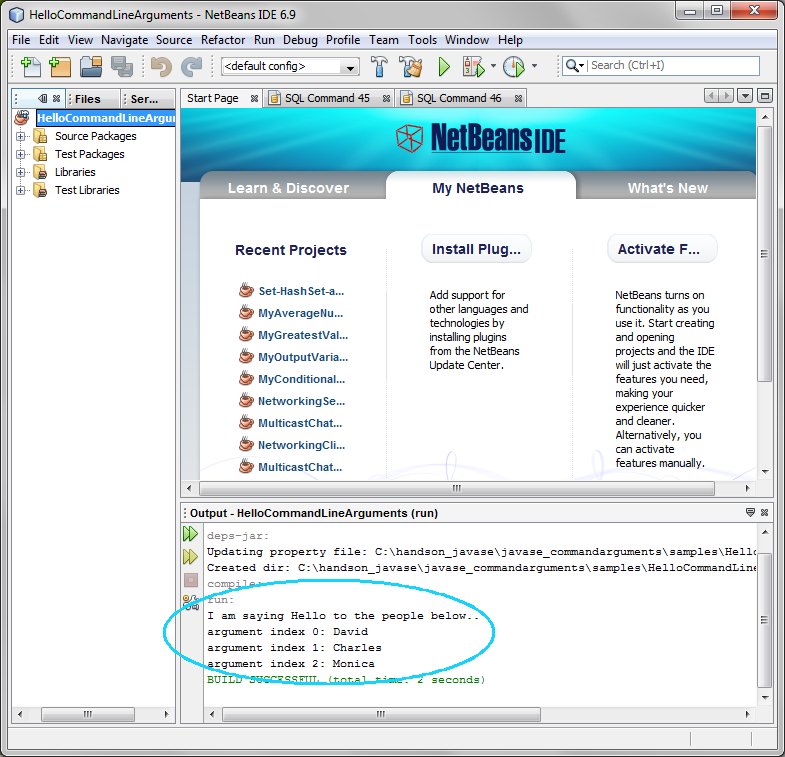 HelloCommandLineArguments - NetBeans IDE 6.9
File Edit View Navigate Source Refactor Run Debug Profile Team Tools Window Help
<default config>
Search (Ctrl+I)
Files
Ser...
Start Page
SQL Command 45
SQL Command 46
HelloCommandLineArgu
Source Packages
Test Packages
Libraries
Test Libraries
NetBeans IDE
Learn & Discover
My NetBeans
What's New
Recent Projects
Set-HashSet-a...
MyAverageNu...
MyGreatestVal...
MyOutputVaria...
MyConditional...
NetworkingSe...
MulticastChat...
NetworkingCli...
MulticastChat...
Install Plug...
Add support for
other languages and
technologies by
installing plugins
from the NetBeans
Update Center.
Activate F...
NetBeans turns on
functionality as you
use it. Start creating
and opening
projects and the IDE
will just activate the
features you need,
making your
experience quicker
and cleaner.
Alternatively, you
can activate
features manually.
Output - HelloCommandLineArguments (run)
deps-jar:
Updating property file: C:\handson_javase\javase_commandarguments\samples\Hello
Created dir: C:\handson_javase\javase_commandarguments\samples\HelloCommandLine
compile:
run:
I am saying Hello to the people below..
argument index 0: David
argument index 1: Charles
argument index 2: Monica
BUILD SUCCESSFUL (total time: 2 seconds)